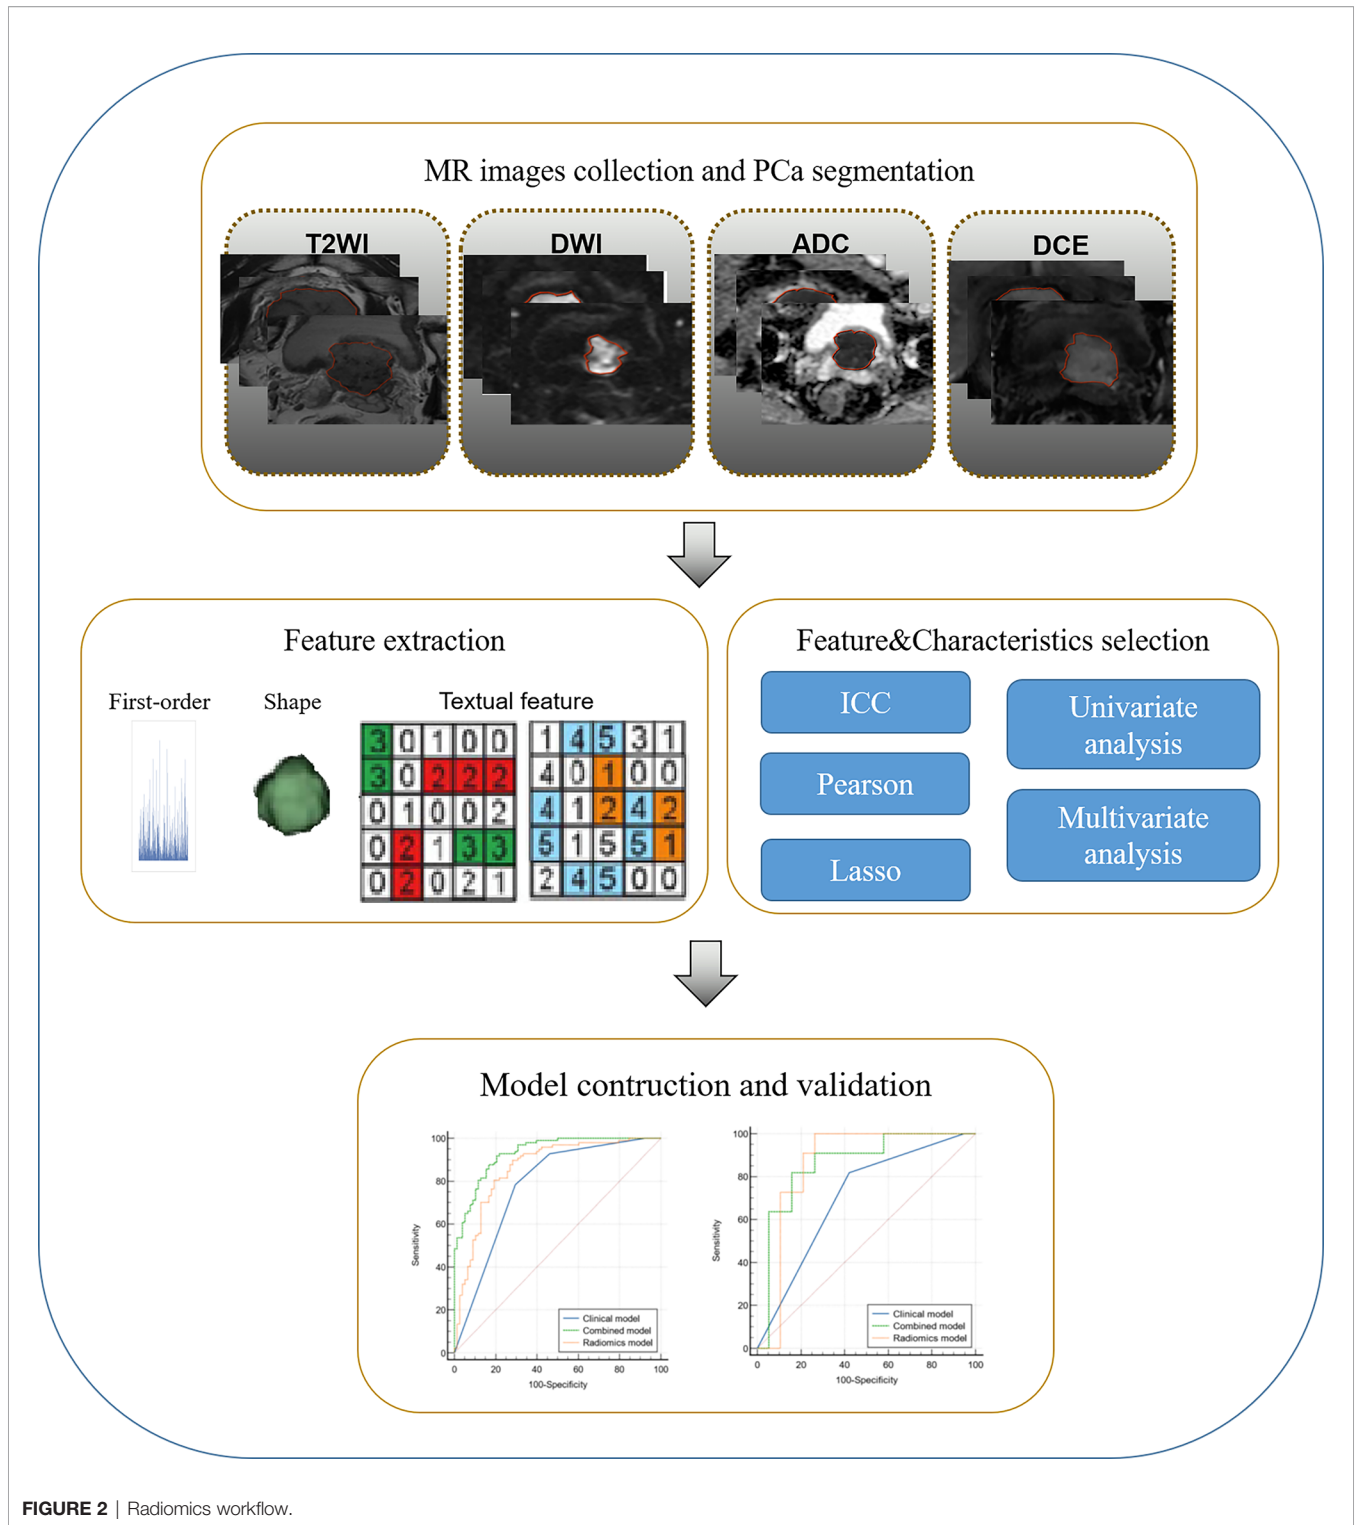 MR images collection and PCa segmentation
T2WI
DWI
ADC
DCE
Feature extraction
First-order
Shape
Textual feature
3 0 1 0 0
3 0 2 2 2
0 1 0 0 2
0 2 1 3 3
0 2 0 2 1
1 4 5 3 1
4 0 1 0 0
4 1 2 4 2
5 1 5 5 1
2 4 5 0 0
Feature&Characteristics selection
ICC
Pearson
Lasso
Univariate
analysis
Multivariate
analysis
Model contruction and validation
Sensitivity
100
80
60
40
20
0
0 20 40 60 80 100
100-Specificity
Clinical model
Combined model
Radiomics model
Sensitivity
100
80
60
40
20
0
0 20 40 60 80 100
100-Specificity
Clinical model
Combined model
Radiomics model
FIGURE 2 | Radiomics workflow.